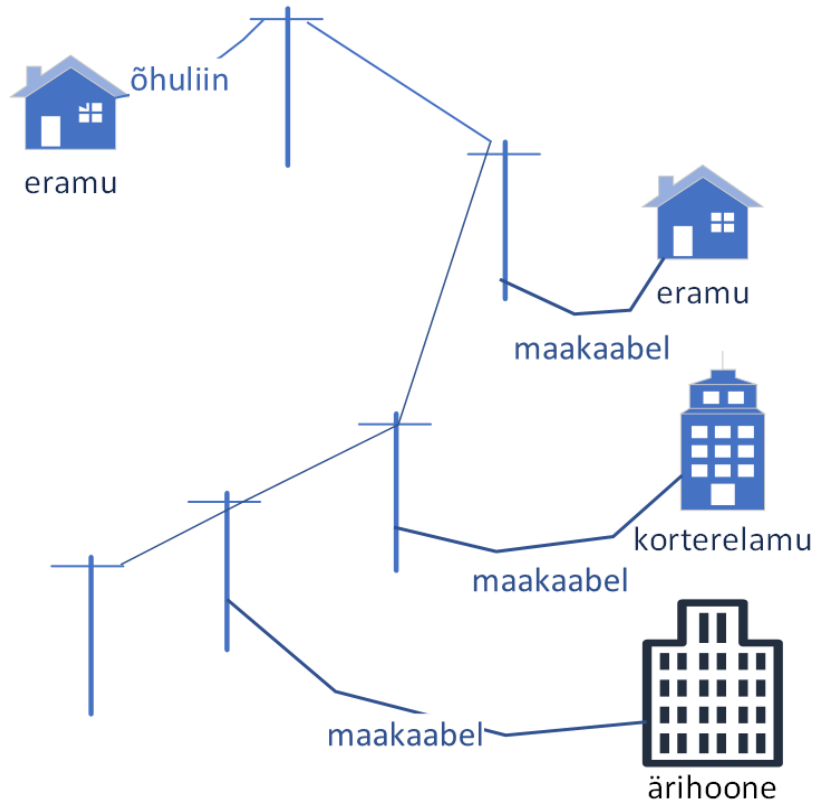 õhuliin
eramu
eramu
maakaabel
korterelamu
maakaabel
maakaabel
ärihoone